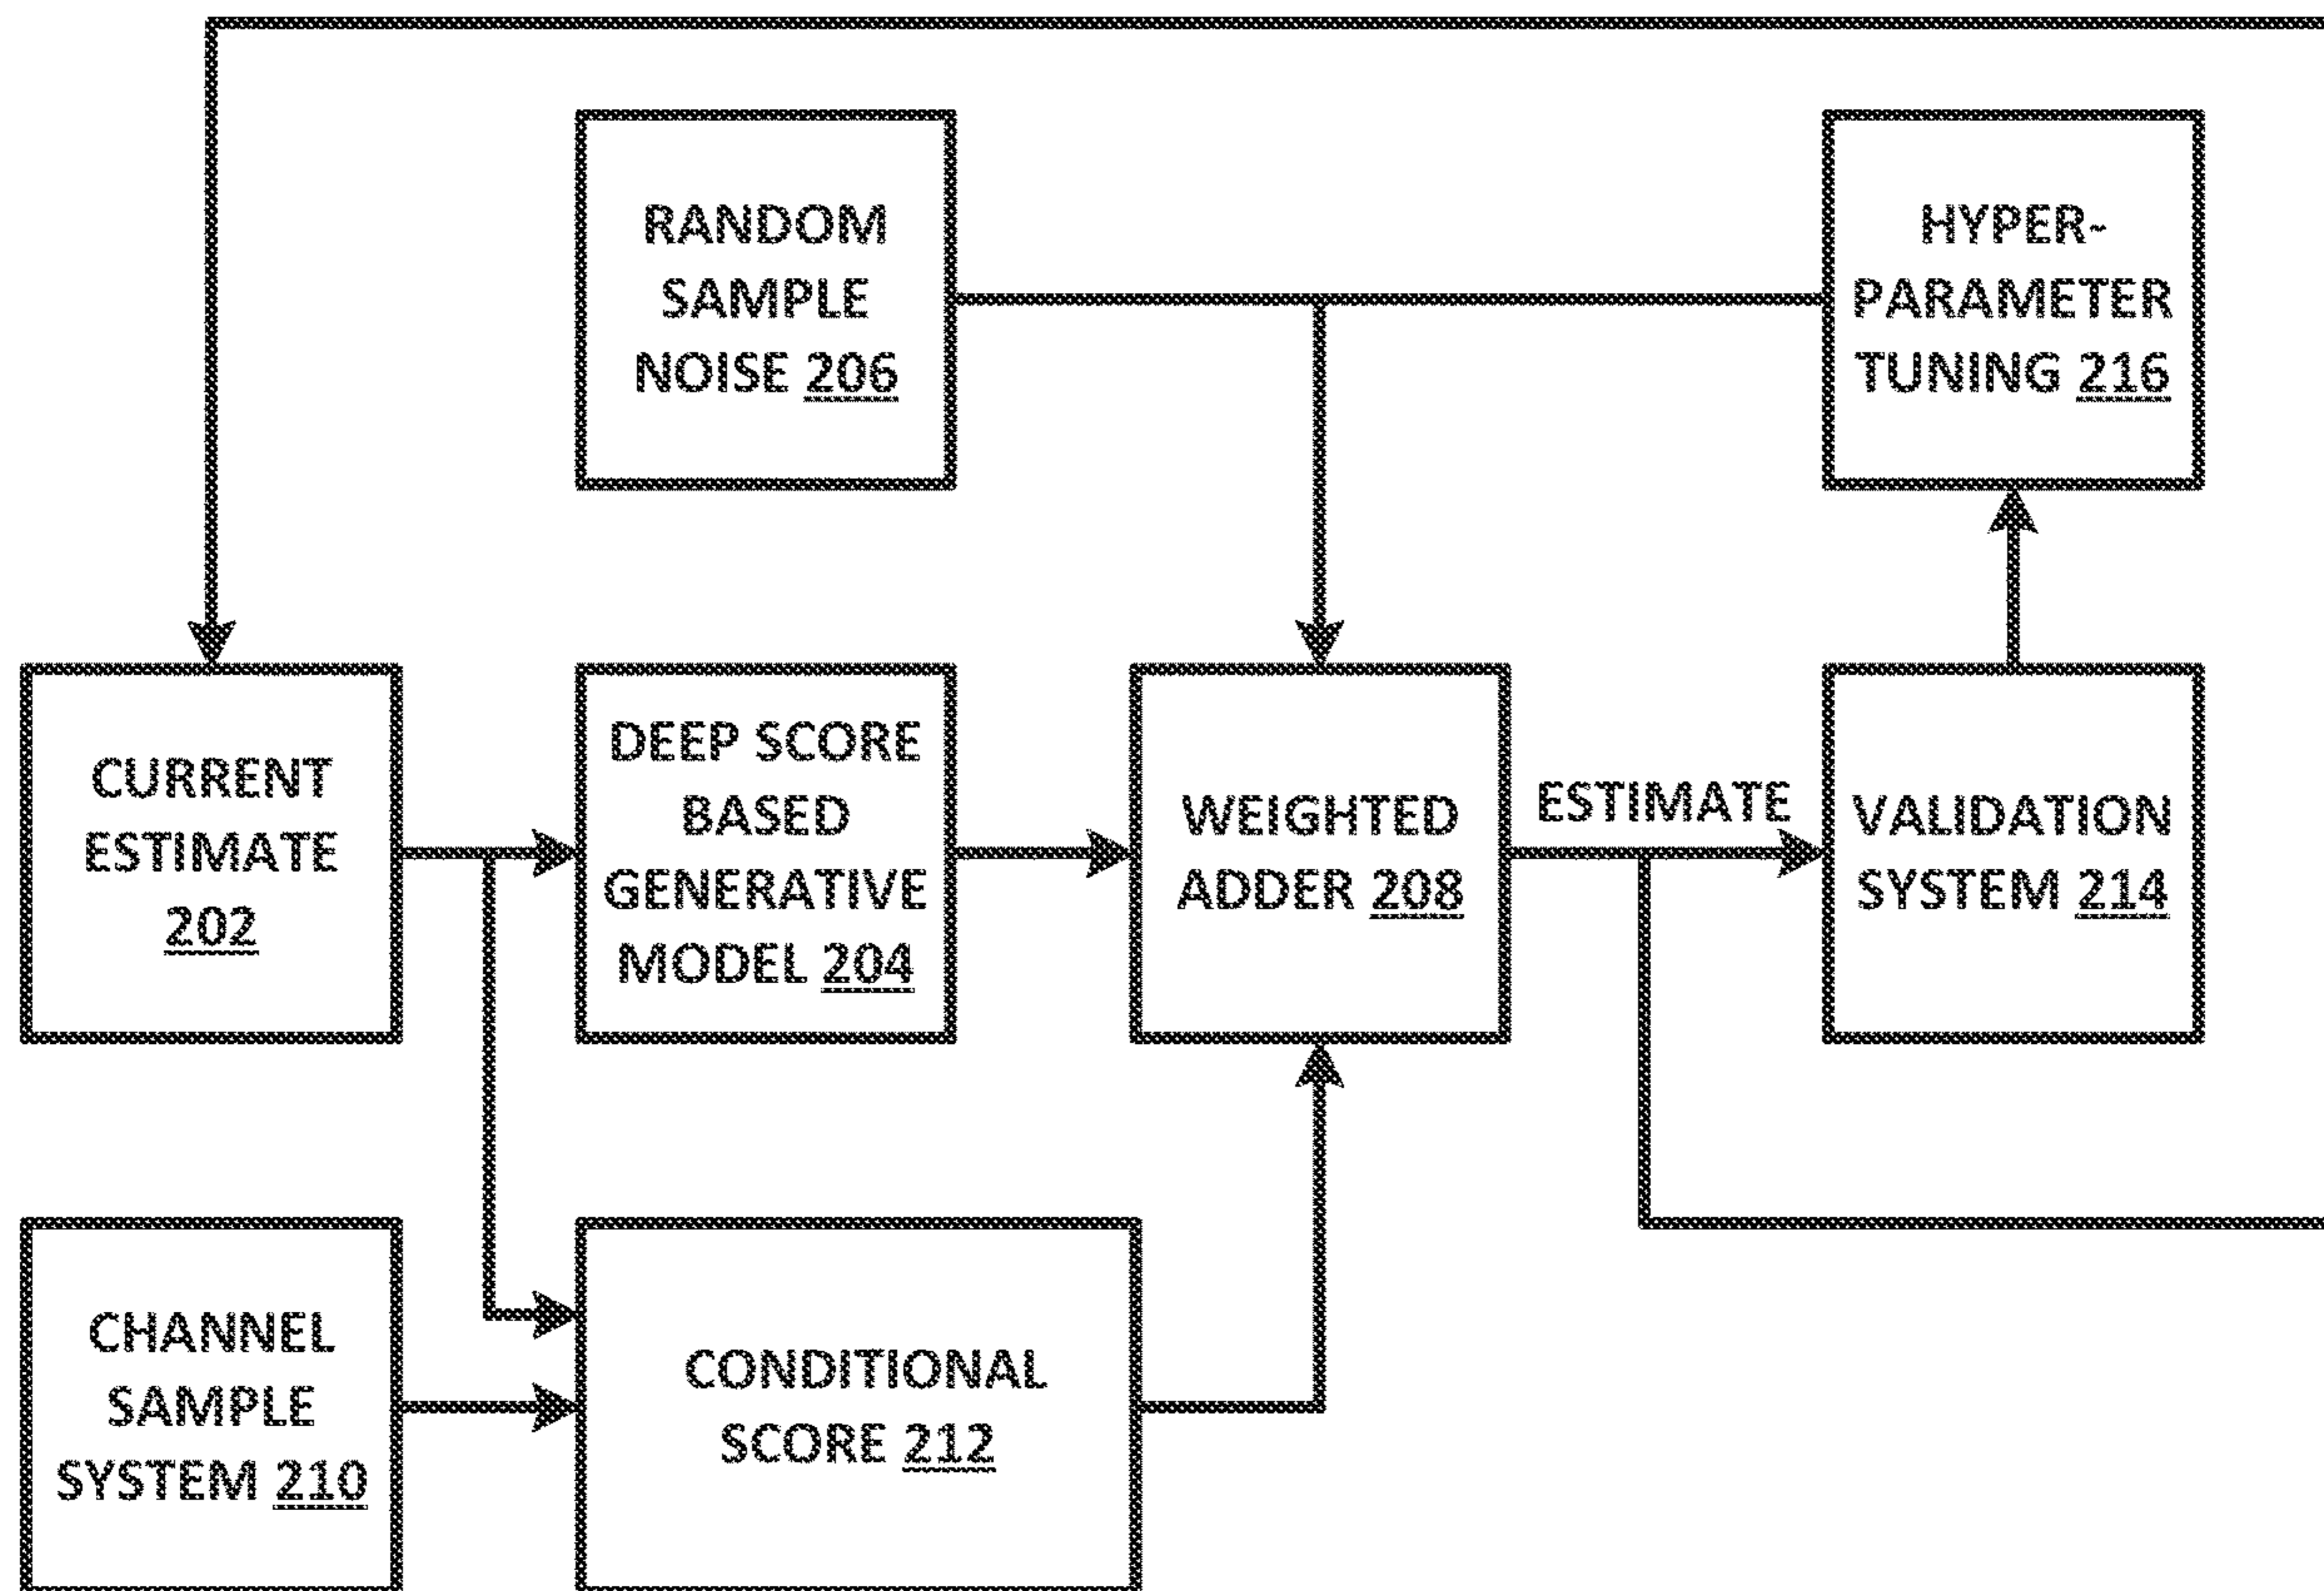 RANDOM
SAMPLE
NOISE 206
HYPER-
PARAMETER
TUNING 216
CURRENT
ESTIMATE
202
DEEP SCORE
BASED
GENERATIVE
MODEL 204
WEIGHTED
ADDER 208
ESTIMATE
VALIDATION
SYSTEM 214
CHANNEL
SAMPLE
SYSTEM 210
CONDITIONAL
SCORE 212